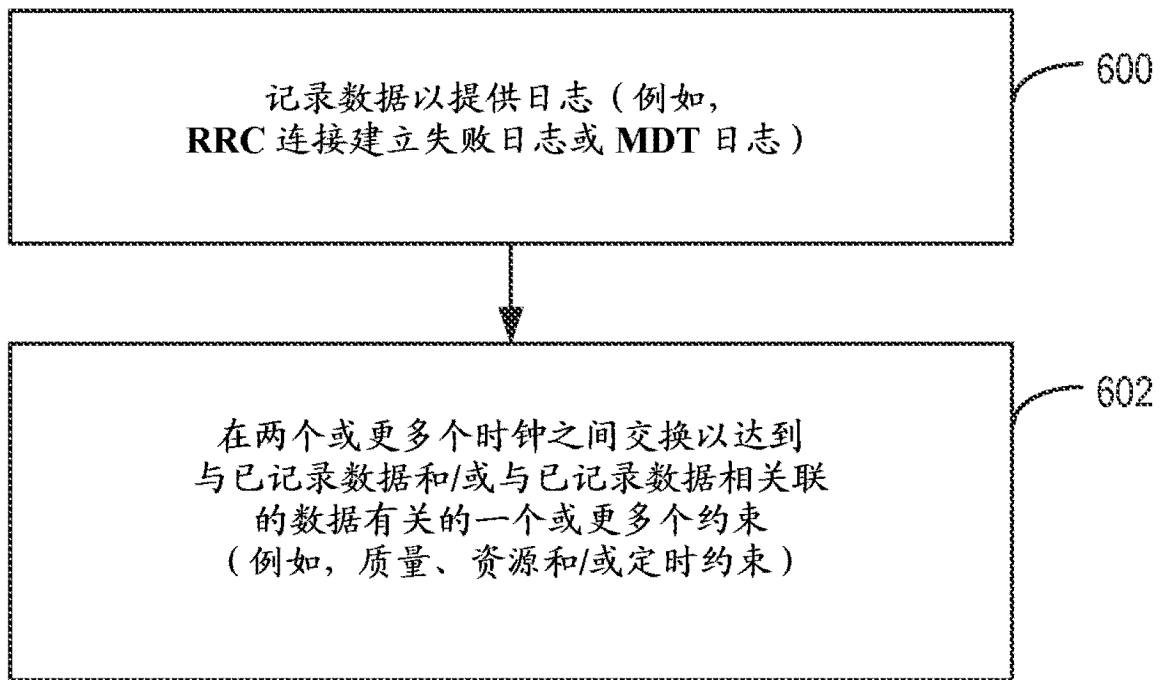 记录数据以提供日志（例如，
RRC 连接建立失败日志或 MDT 日志）
600
在两个或更多个时钟之间交换以达到
与已记录数据和/或与已记录数据相关联
的数据有关的一个或更多个约束
（例如，质量、资源和/或定时约束）
602